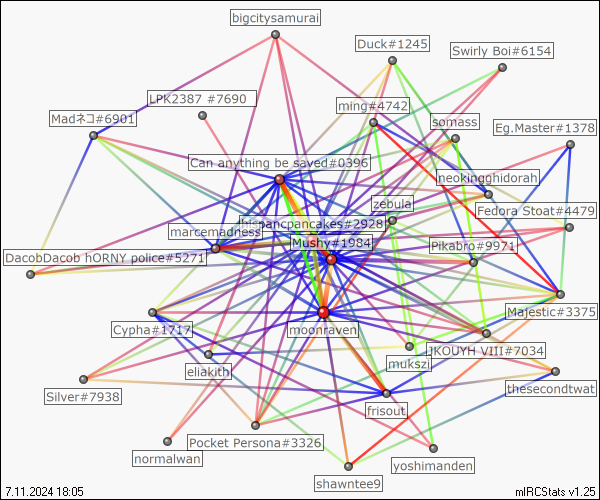 bigcitysamurai
Duck#1245
Swirly Boi#6154
LPK2387 #7690
ming#4742
Madネコ#6901
somass
Eg.Master#1378
Can anything be saved#0396
neokingghidorah
zebula
Fedora Stoat#4479
hispancpancakes#2928
marcemadness
Mushy#1984
Pikabro#9971
DacobDacob hORNY police#5271
Majestic#3375
Cypha#1717
moonraven
JKOUYH VIII#7034
mukszi
eliakith
thesecondtwat
Silver#7938
frisout
Pocket Persona#3326
normalwan
yoshimanden
shawntee9
7.11.2024 18:05
mIRCStats v1.25